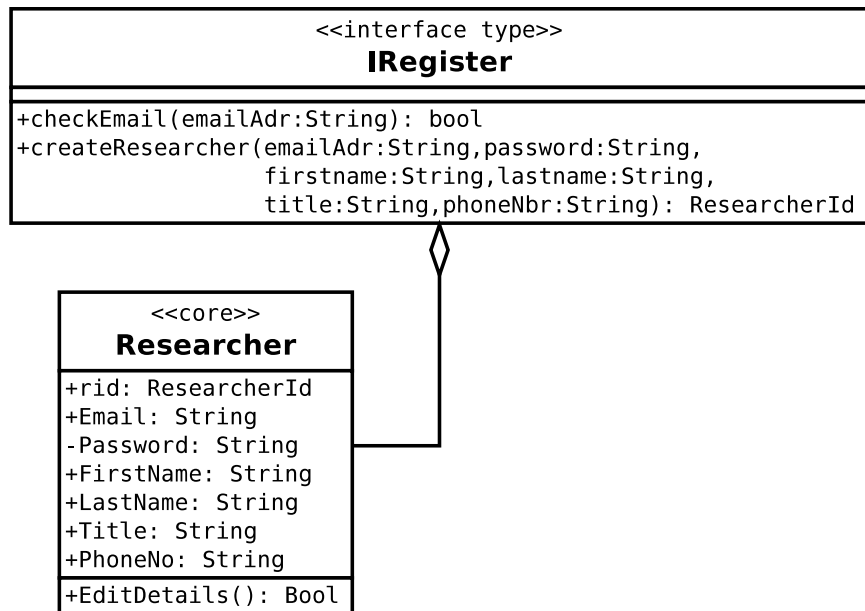 <<interface type>>
IRegister
+checkEmail(emailAdr:String): bool
+createResearcher(emailAdr:String,password:String,
firstname:String,lastname:String,
title:String,phoneNbr:String): ResearcherId
<<core>>
Researcher
+rid: ResearcherId
+Email: String
-Password: String
+FirstName: String
+LastName: String
+Title: String
+PhoneNo: String
+EditDetails(): Bool